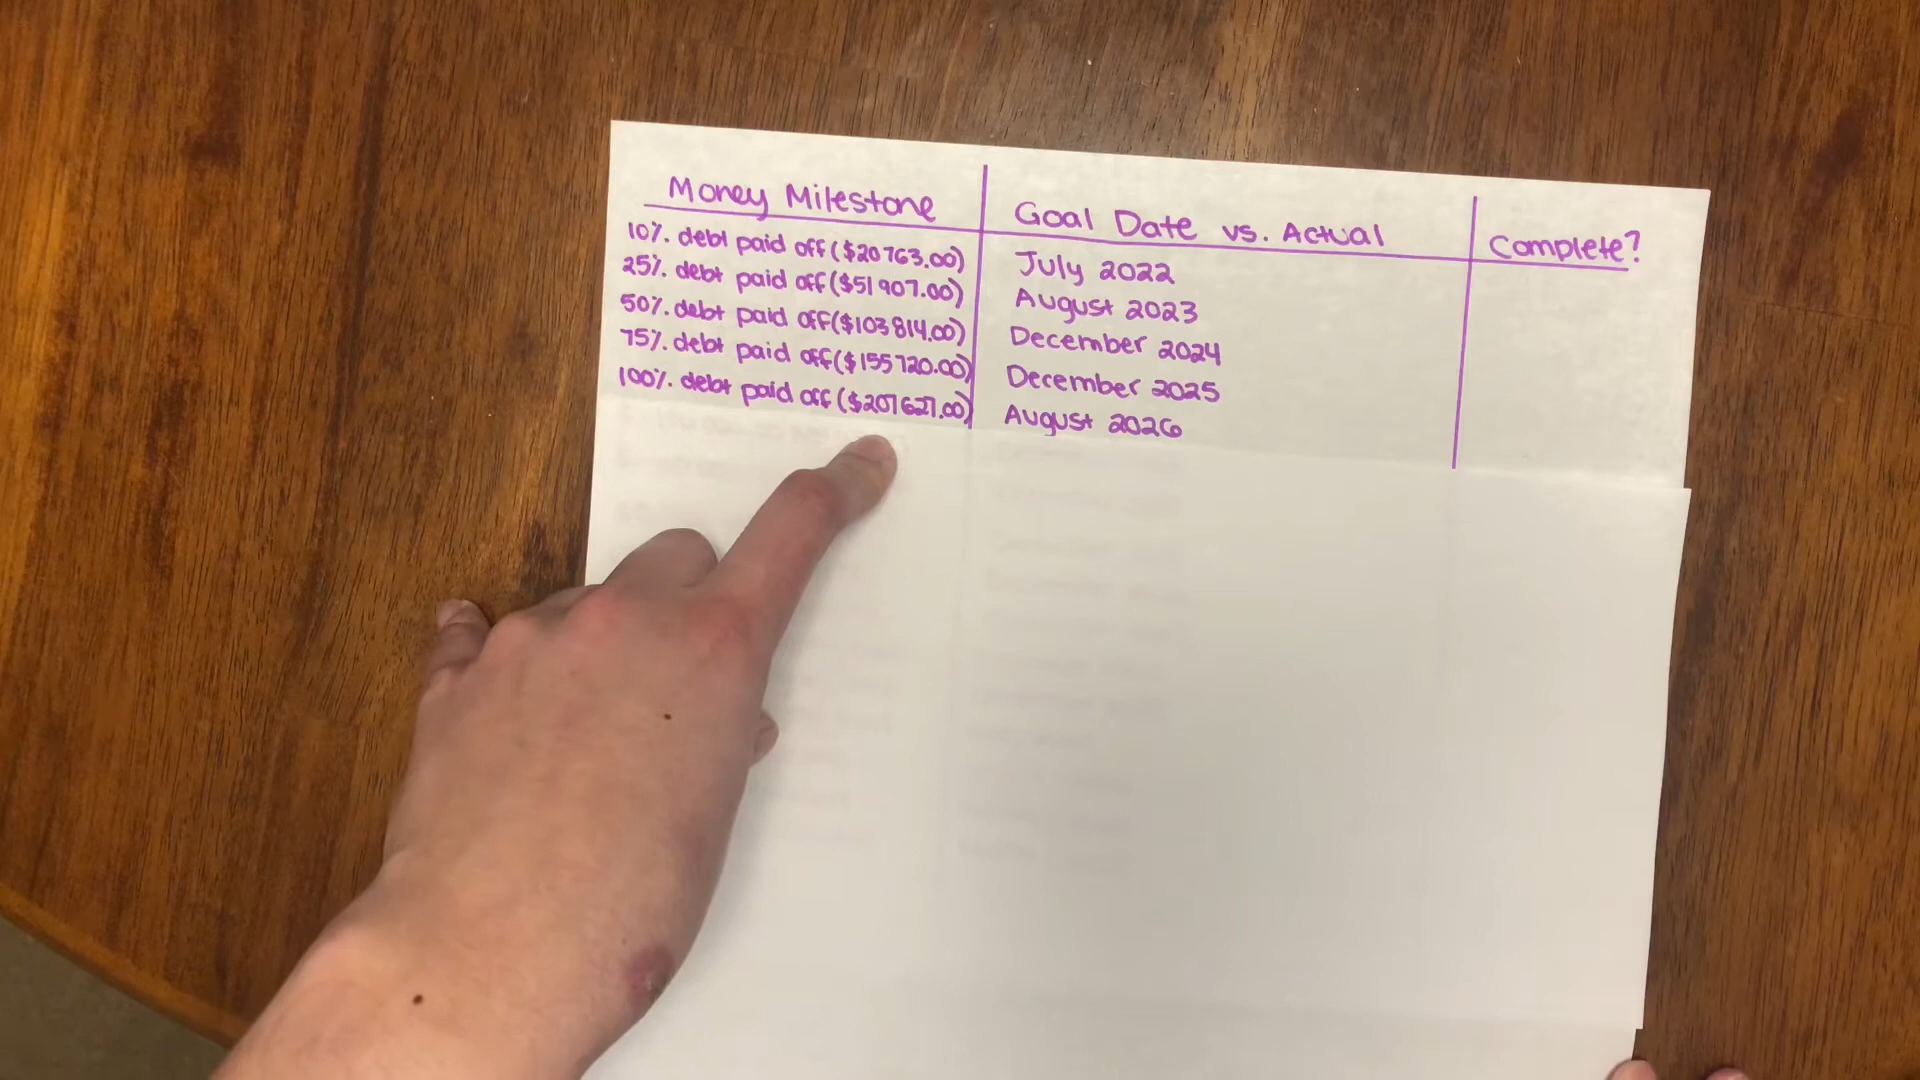 Money Milestone Goal Date vs. Actual Complete?
10%. debt paid off ($20763.00) July 2022
25%. debt paid off ($51907.00) August 2023
50%. debt paid off ($103814.00) December 2024
75%. debt paid off ($155720.00) December 2025
100%. debt paid off ($207627.00) August 2026